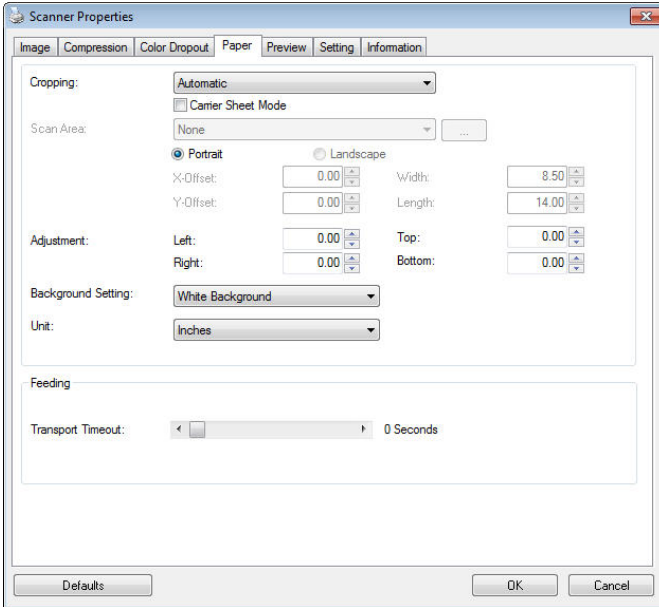 Scanner Properties
Image Compression Color Dropout Paper Preview Setting Information
Cropping: Automatic
Carrier Sheet Mode
Scan Area: None ...
Portrait Landscape
X-Offset: 0.00 Width: 8.50
Y-Offset: 0.00 Length: 14.00
Adjustment: Left: 0.00 Top: 0.00
Right: 0.00 Bottom: 0.00
Background Setting: White Background
Unit: Inches
Feeding
Transport Timeout: 0 Seconds
Defaults OK Cancel